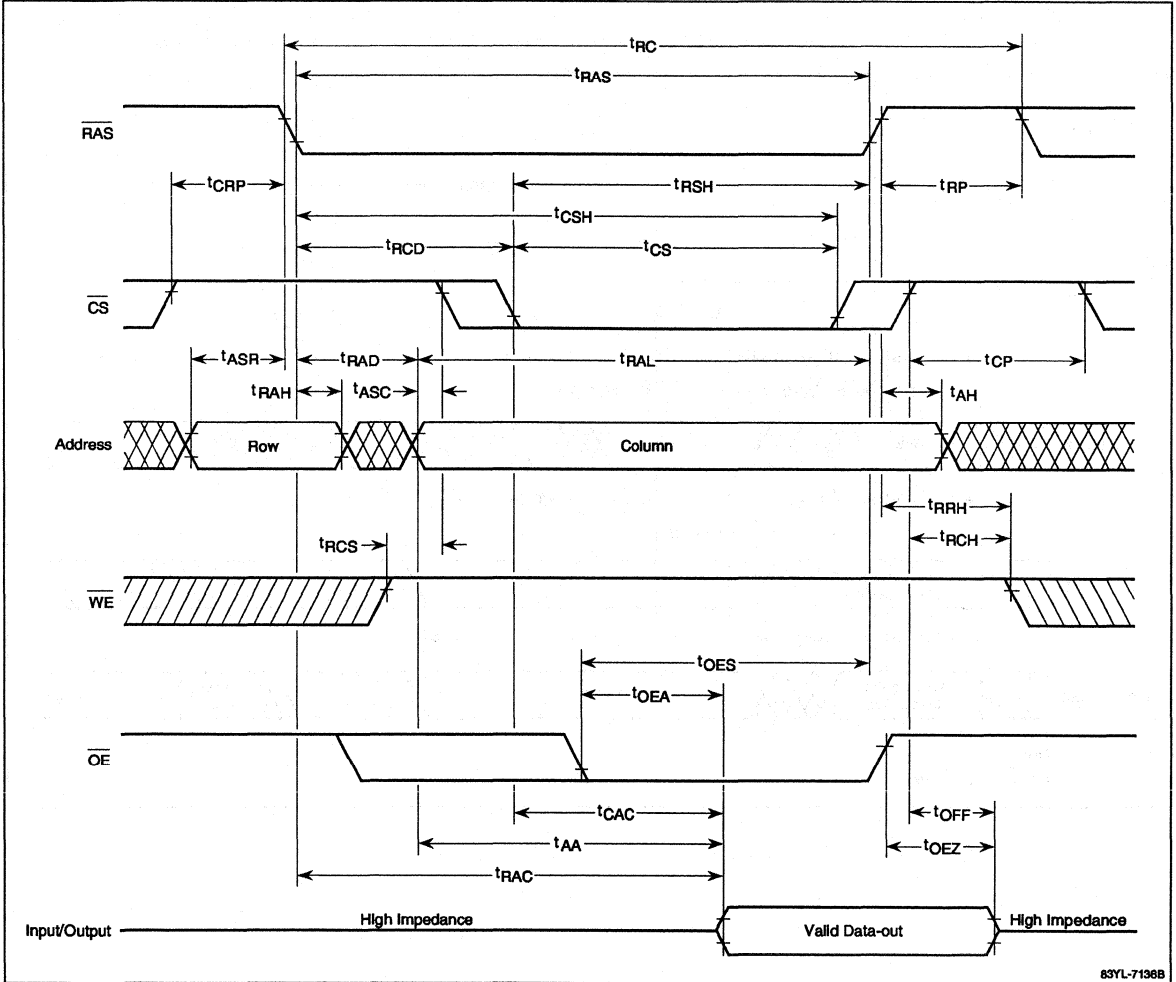 tRC
tRAS
RAS
tCRP
tRSH
tRP
tCSH
tRCD
tCS
CS
tASR
tRAD
tRAL
tCP
tRAH
tASC
tAH
Address
Row
Column
tRRH
tRCS
tRCH
WE
tOES
tOEA
OE
tCAC
tOFF
tAA
tOEZ
tRAC
Input/Output
High Impedance
Valid Data-out
High Impedance
83YL-7136B